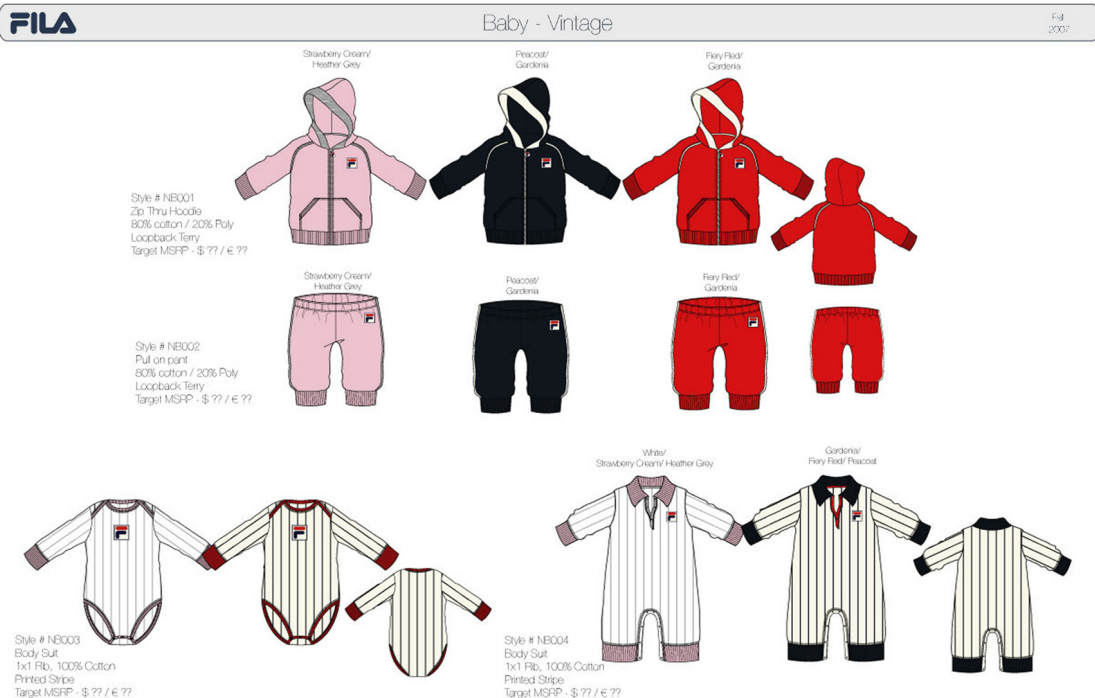 FILA
Baby - Vintage
Fall
2007
Strawberry Cream/
Heather Grey
Peacoat/
Gardenia
Fiery Red/
Gardenia
Style # NB001
Zip Thru Hoodie
80% cotton / 20% Poly
Loopback Terry
Target MSRP - $ ?? / € ??
Strawberry Cream/
Heather Grey
Peacoat/
Gardenia
Fiery Red/
Gardenia
Style # NB002
Pull on pant
80% cotton / 20% Poly
Loopback Terry
Target MSRP - $ ?? / € ??
White/
Strawberry Cream/ Heather Grey
Gardenia/
Fiery Red/ Peacoat
Style # NB003
Body Suit
1x1 Rib, 100% Cotton
Printed Stripe
Target MSRP - $ ?? / € ??
Style # NB004
Body Suit
1x1 Rib, 100% Cotton
Printed Stripe
Target MSRP - $ ?? / € ??